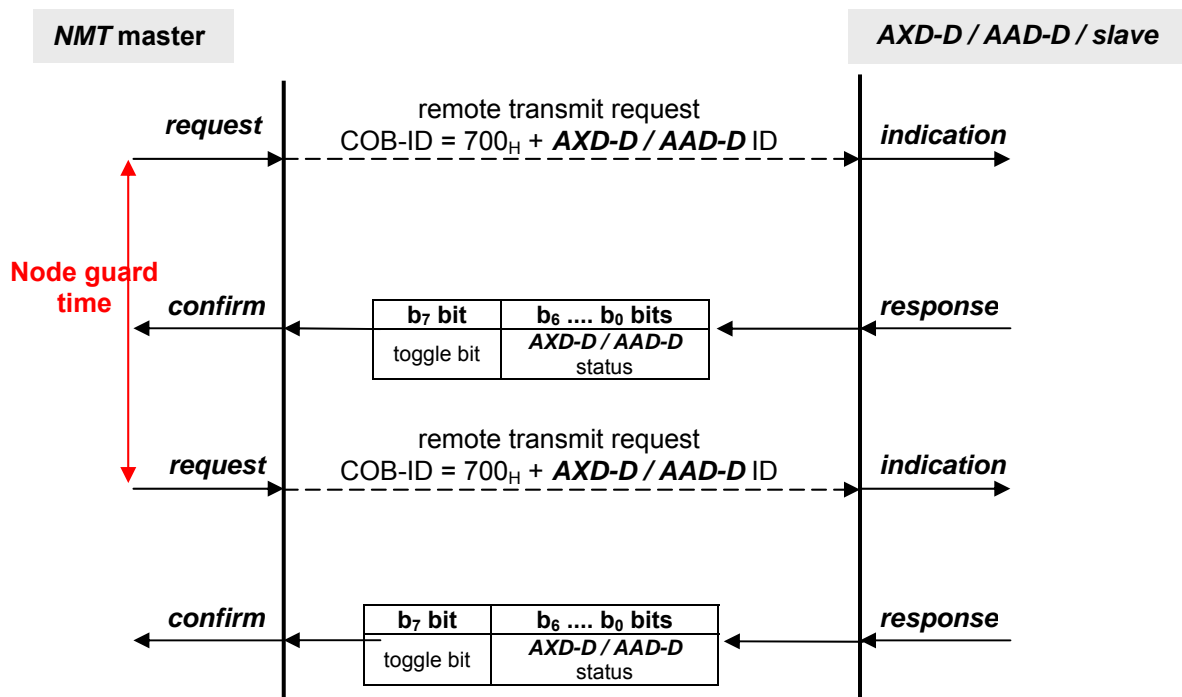 NMT master
AXD-D / AAD-D / slave
request
remote transmit request
COB-ID = 700H + AXD-D / AAD-D ID
indication
Node guard
time
confirm
b7 bit
b6 .... b0 bits
toggle bit
AXD-D / AAD-D
status
response
request
remote transmit request
COB-ID = 700H + AXD-D / AAD-D ID
indication
confirm
b7 bit
b6 .... b0 bits
toggle bit
AXD-D / AAD-D
status
response